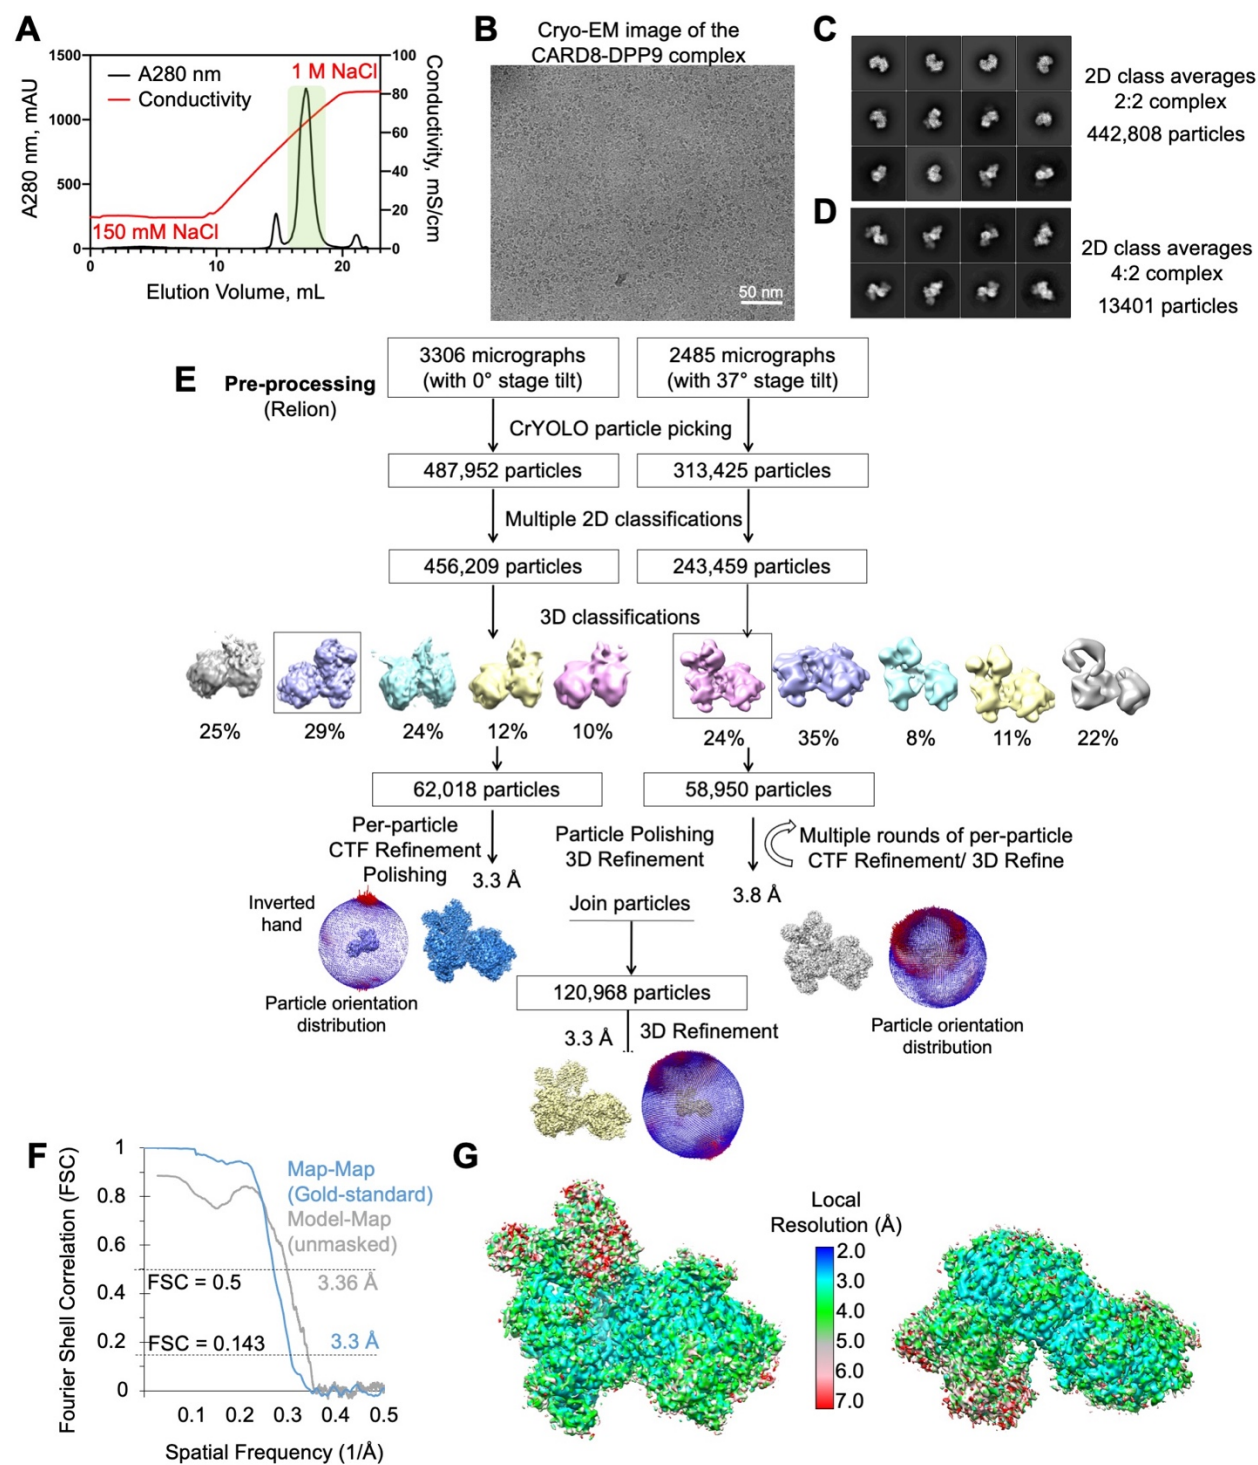 A
1500
1000
500
0
A280 nm, mAU
A280 nm
Conductivity
1 M NaCl
150 mM NaCl
100
80
60
40
20
0
Conductivity, mS/cm
0
10
20
Elution Volume, mL
B
Cryo-EM image of the
CARD8-DPP9 complex
50 nm
C
2D class averages
2:2 complex
442,808 particles
D
2D class averages
4:2 complex
13401 particles
E
Pre-processing
(Relion)
3306 micrographs
(with 0° stage tilt)
2485 micrographs
(with 37° stage tilt)
CrYOLO particle picking
487,952 particles
313,425 particles
Multiple 2D classifications
456,209 particles
243,459 particles
3D classifications
25%
29%
24%
12%
10%
24%
35%
8%
11%
22%
62,018 particles
58,950 particles
Per-particle
CTF Refinement
Polishing
3.3 Å
Particle Polishing
3D Refinement
Multiple rounds of per-particle
CTF Refinement/ 3D Refine
3.8 Å
Inverted
hand
Join particles
Particle orientation
distribution
120,968 particles
Particle orientation
distribution
3.3 Å
3D Refinement
F
Fourier Shell Correlation (FSC)
1
0.8
0.6
0.4
0.2
0
Map-Map
(Gold-standard)
Model-Map
(unmasked)
FSC = 0.5
3.36 Å
FSC = 0.143
3.3 Å
0.1
0.2
0.3
0.4
0.5
Spatial Frequency (1/Å)
G
Local
Resolution (Å)
2.0
3.0
4.0
5.0
6.0
7.0